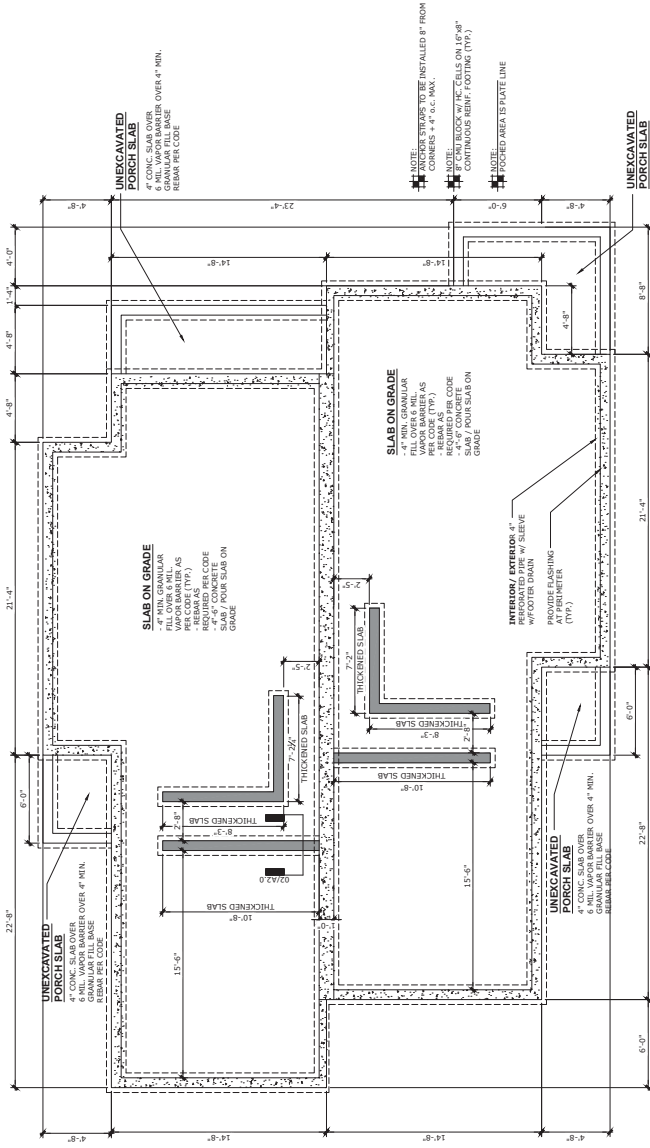 UNEXCAVATED
PORCH SLAB
4" CONC. SLAB OVER
6 MIL. VAPOR BARRIER OVER 4" MIN.
GRANULAR FILL BASE
REBAR PER CODE
NOTE:
ANCHOR STRAPS TO BE INSTALLED 8" FROM
CORNERS + 4" o.c. MAX.
NOTE:
8" CMU BLOCK w/ HC. CELLS ON 16"x8"
CONTINUOUS REINF. FOOTING (TYP.)
NOTE:
POCHED AREA IS PLATE LINE
UNEXCAVATED
PORCH SLAB
4'-8"
23'-4"
6'-0"
4'-8"
14'-8"
14'-8"
4'-0"
1'-4"
4'-8"
4'-8"
21'-4"
22'-8"
6'-0"
8'-8"
4'-8"
21'-4"
6'-0"
22'-8"
6'-0"
SLAB ON GRADE
- 4" MIN. GRANULAR
FILL OVER 6 MIL.
VAPOR BARRIER AS
PER CODE (TYP.)
- REBAR AS
REQUIRED PER CODE
- 4"-6" CONCRETE
SLAB / POUR SLAB ON
GRADE
SLAB ON GRADE
- 4" MIN. GRANULAR
FILL OVER 6 MIL.
VAPOR BARRIER AS
PER CODE (TYP.)
- REBAR AS
REQUIRED PER CODE
- 4"-6" CONCRETE
SLAB / POUR SLAB ON
GRADE
INTERIOR/ EXTERIOR 4"
PERFORATED PIPE w/ SLEEVE
w/FOOTER DRAIN
PROVIDE FLASHING
AT PERIMETER
(TYP.)
2'-5"
7'-2"
THICKENED SLAB
THICKENED SLAB
8'-3"
2'-8"
THICKENED SLAB
10'-8"
15'-6"
2'-5"
7'-2¼"
THICKENED SLAB
THICKENED SLAB
8'-3"
2'-8"
02/A2.0
THICKENED SLAB
10'-8"
15'-6"
UNEXCAVATED
PORCH SLAB
4" CONC. SLAB OVER
6 MIL. VAPOR BARRIER OVER 4" MIN.
GRANULAR FILL BASE
REBAR PER CODE
UNEXCAVATED
PORCH SLAB
4" CONC. SLAB OVER
6 MIL. VAPOR BARRIER OVER 4" MIN.
GRANULAR FILL BASE
REBAR PER CODE
4'-8"
14'-8"
14'-8"
4'-8"